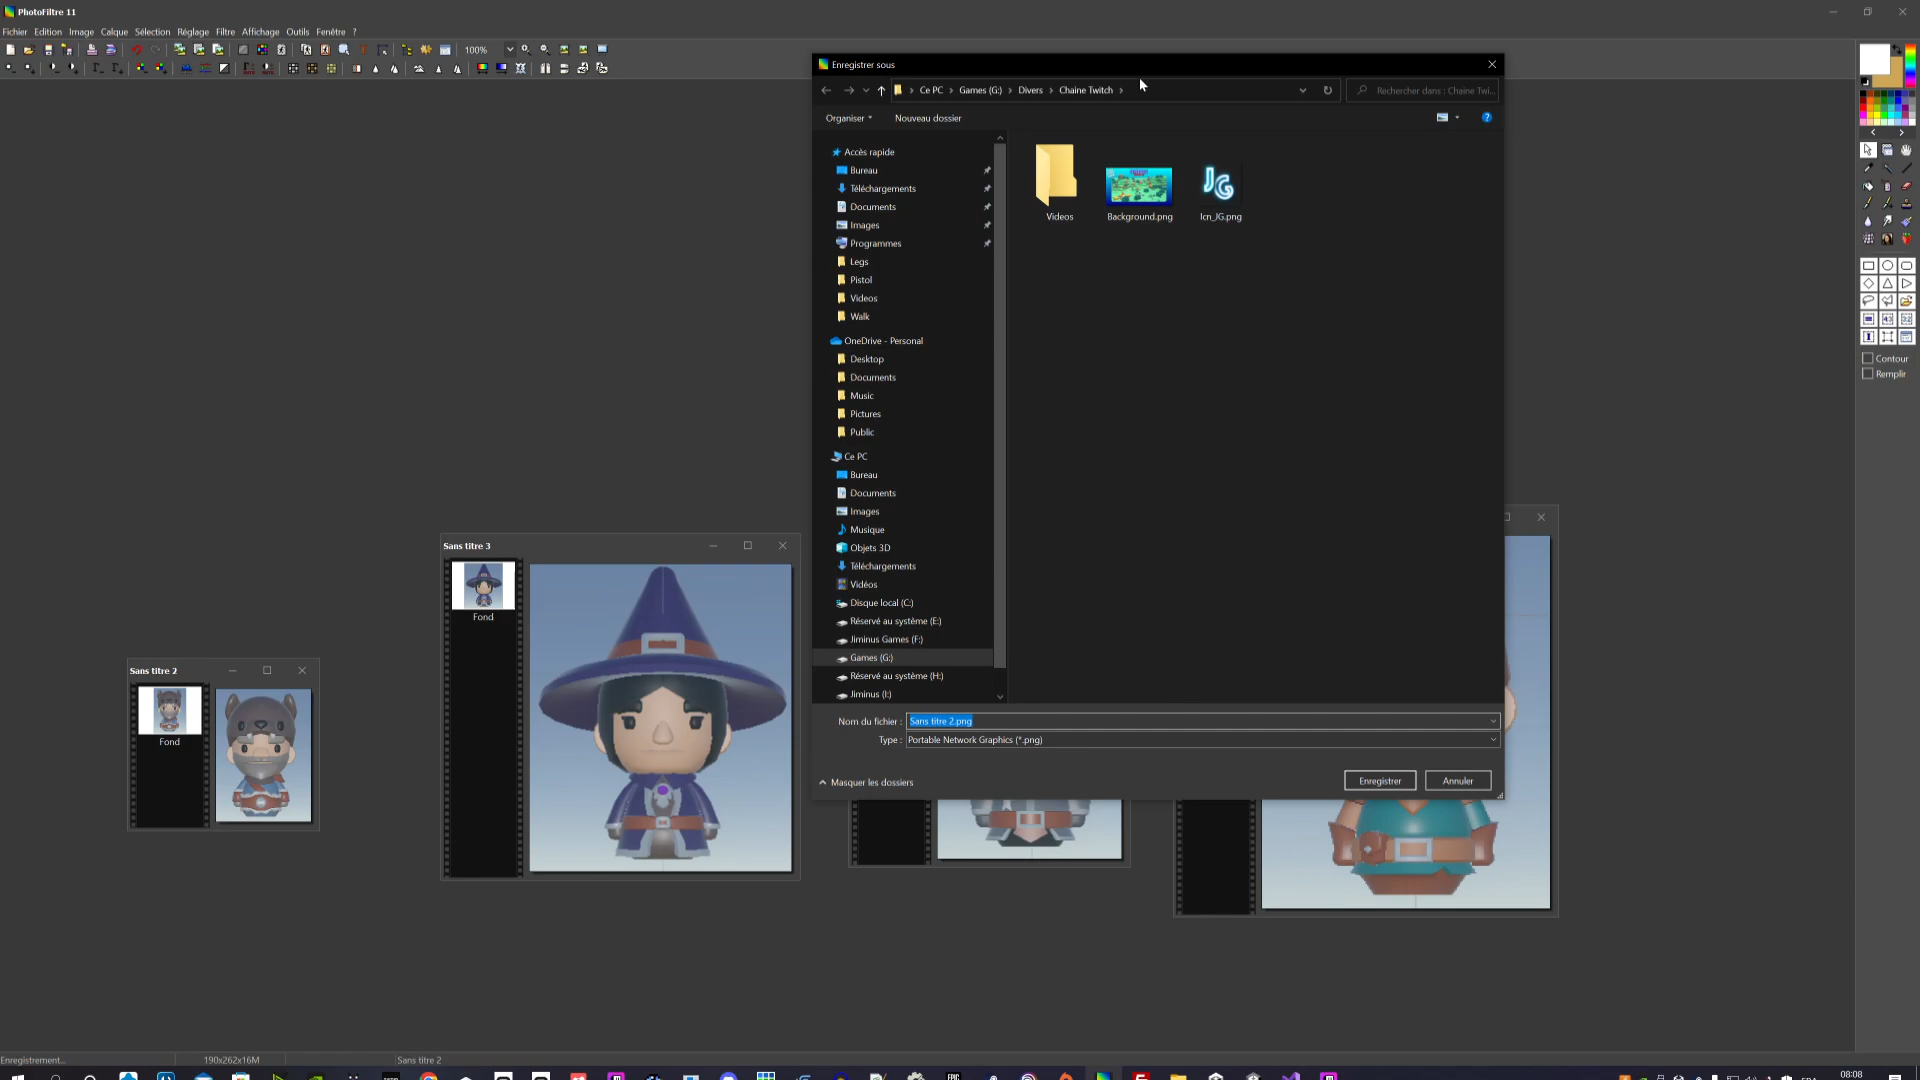 PhotoFiltre 11
Fichier Edition Image Calque Sélection Réglage Filtre Affichage Outils Fenêtre ?
100%
Enregistrer sous
Ce PC > Games (G:) > Divers > Chaine Twitch >
Rechercher dans : Chaine Twi...
Organiser Nouveau dossier
Accès rapide
Bureau
Téléchargements
Documents
Images
Programmes
Legs
Pistol
Videos
Walk
OneDrive - Personal
Desktop
Documents
Music
Pictures
Public
Ce PC
Bureau
Documents
Images
Musique
Objets 3D
Téléchargements
Vidéos
Disque local (C:)
Réservé au système (E:)
Jiminus Games (F:)
Games (G:)
Réservé au système (H:)
Jiminus (I:)
JG
Videos
Background.png
Icn_JG.png
Nom du fichier : Sans titre 2.png
Type : Portable Network Graphics (*.png)
Masquer les dossiers
Enregistrer
Annuler
Contour
Remplir
Sans titre 3
Fond
Sans titre 2
Fond
Enregistrement...
190x262x16M
Sans titre 2
08:08